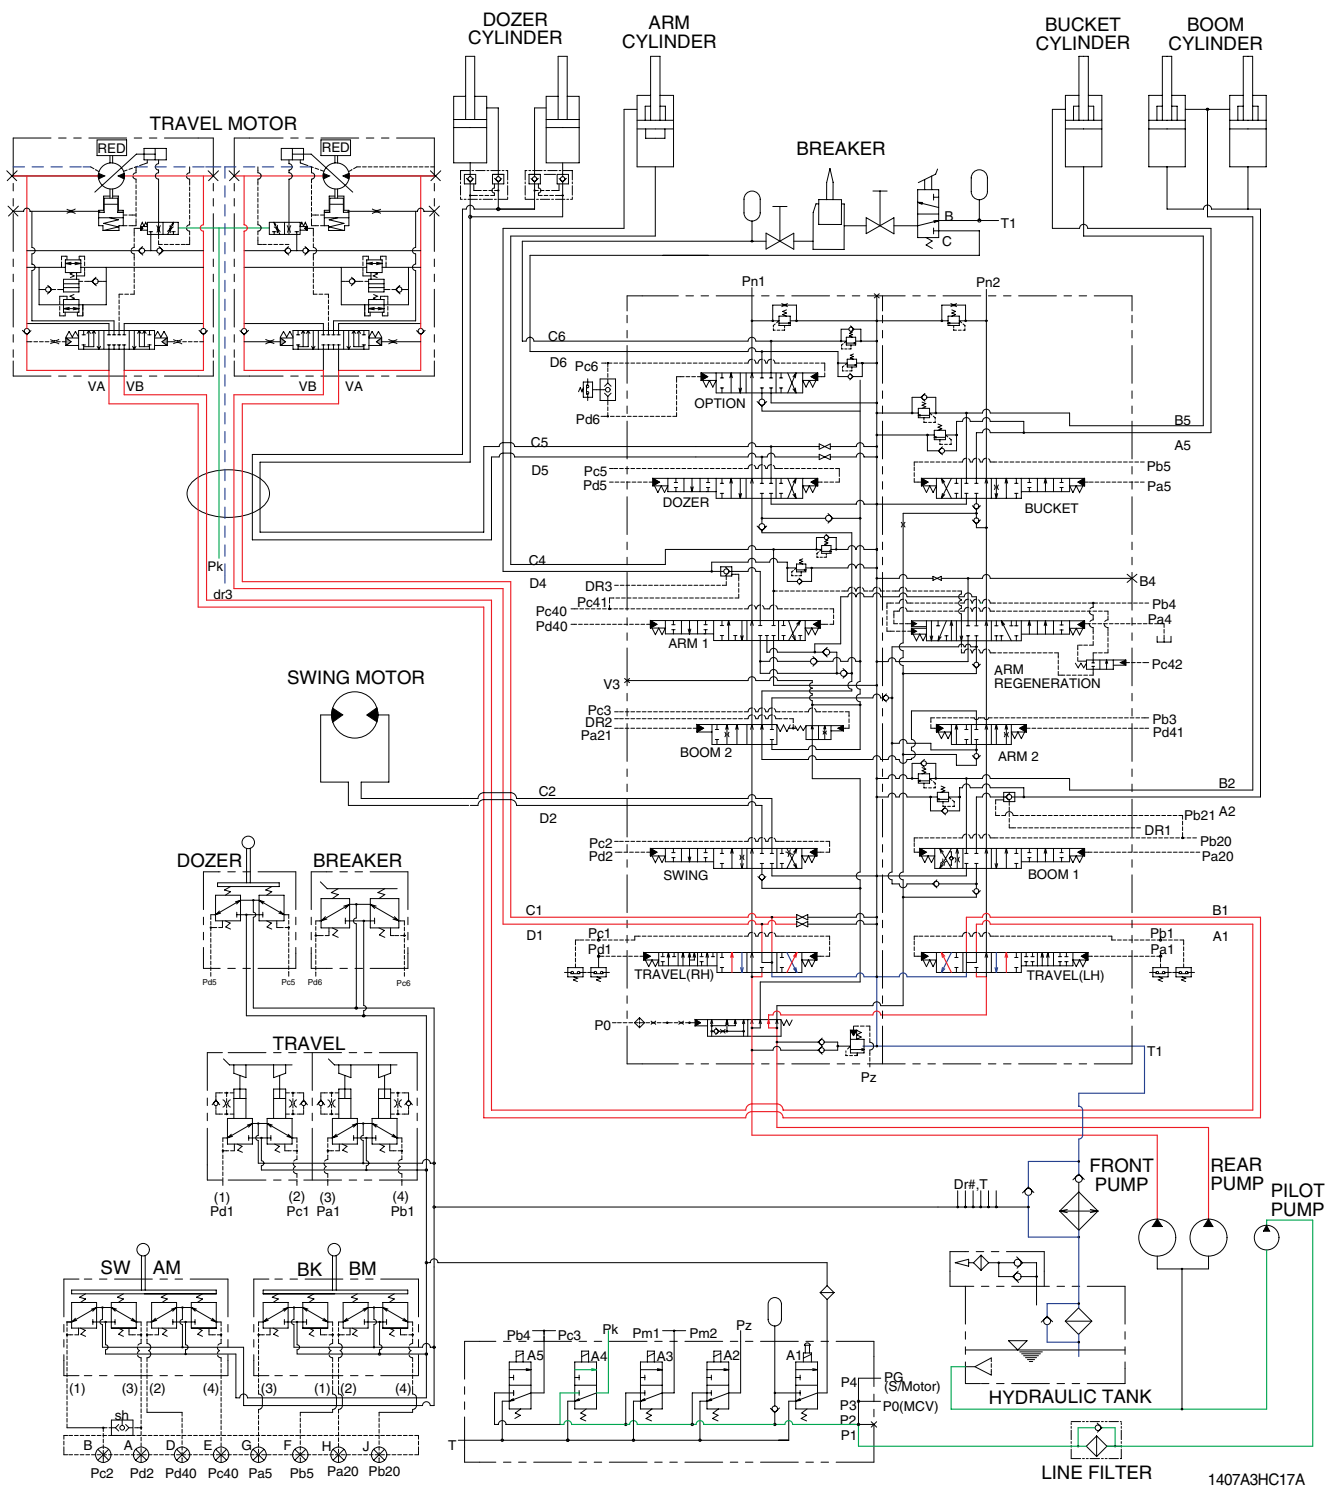 DOZER CYLINDER
ARM CYLINDER
BUCKET CYLINDER
BOOM CYLINDER
TRAVEL MOTOR
RED
RED
BREAKER
B
T1
C
Pn1
Pn2
C6
D6
Pc6
Pd6
OPTION
VA
VB
VB
VA
B5
A5
C5
D5
Pc5
Pd5
DOZER
Pb5
Pa5
BUCKET
Pk
dr3
C4
D4
DR3
Pc41
Pc40
Pd40
ARM 1
B4
Pb4
Pa4
Pc42
ARM REGENERATION
SWING MOTOR
V3
Pc3
DR2
Pa21
BOOM 2
Pb3
Pd41
ARM 2
C2
D2
B2
A2
Pb21
DR1
Pc2
Pd2
SWING
Pb20
Pa20
BOOM 1
DOZER
BREAKER
Pd5
Pc5
Pd6
Pc6
C1
D1
B1
A1
Pc1
Pd1
TRAVEL(RH)
Pb1
Pa1
TRAVEL(LH)
P0
T1
Pz
TRAVEL
(1)
Pd1
(2)
Pc1
(3)
Pa1
(4)
Pb1
FRONT PUMP
REAR PUMP
PILOT PUMP
Dr#,T
SW
AM
BK
BM
(1)
(3)
(2)
(4)
(3)
(1)
(2)
(4)
sh
B
A
D
E
G
F
H
J
Pc2
Pd2
Pd40
Pc40
Pa5
Pb5
Pa20
Pb20
Pb4
Pc3
Pk
Pm1
Pm2
Pz
A5
A4
A3
A2
A1
T
P4
P3
P2
P1
PG
(S/Motor)
P0(MCV)
HYDRAULIC TANK
LINE FILTER
1407A3HC17A